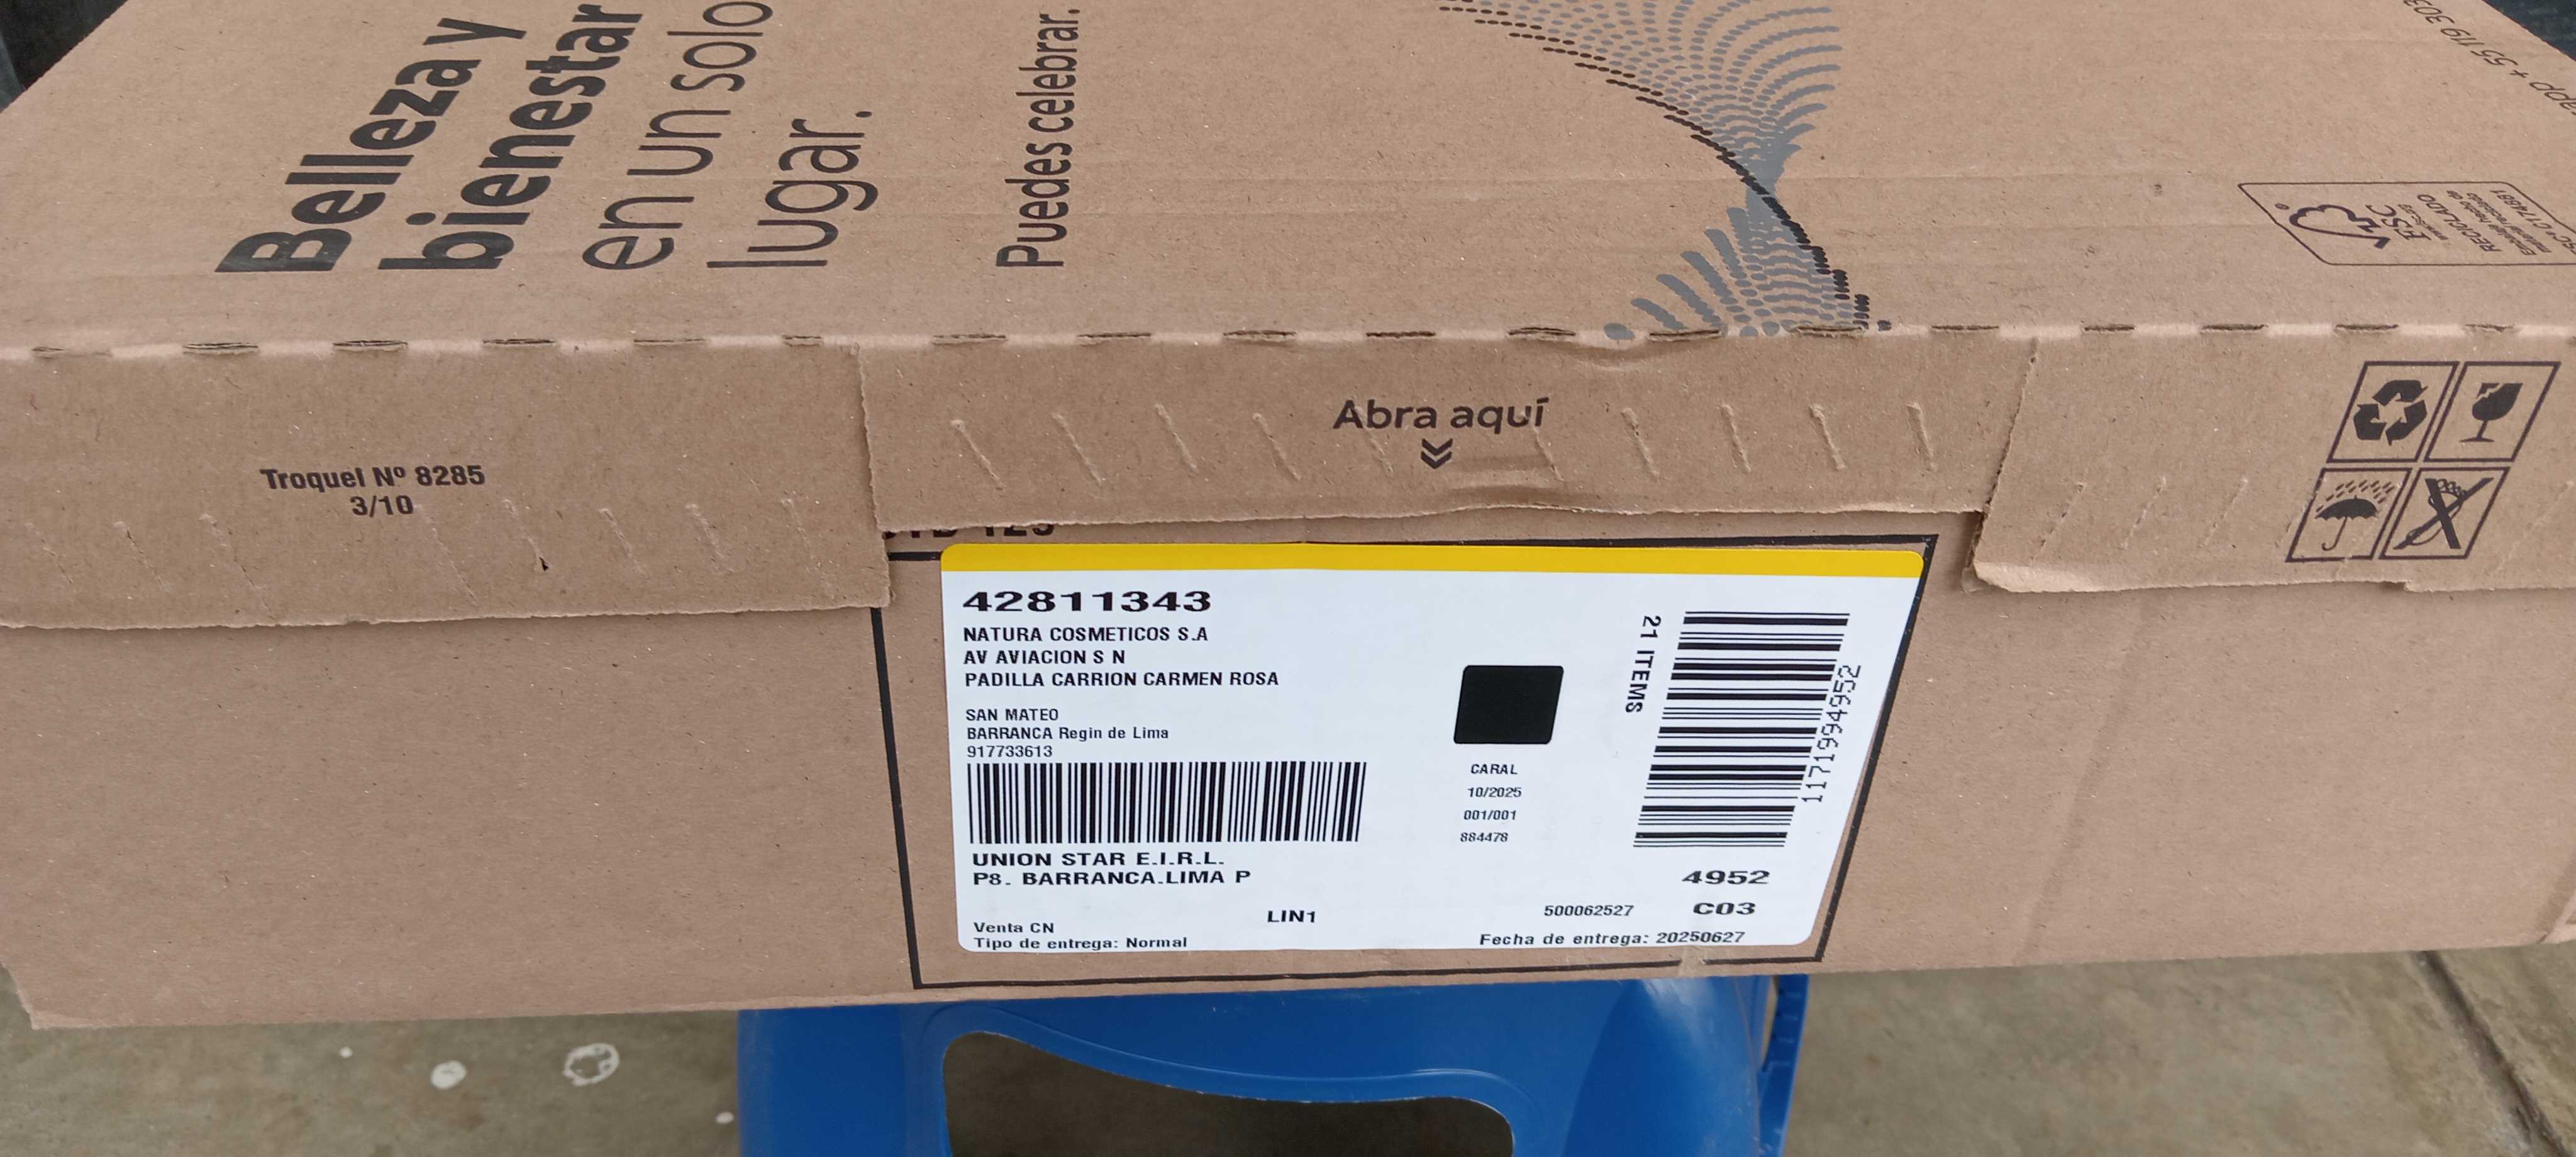 Belleza y
bienestar
en un solo
lugar.
Puedes celebrar.
FSC
RECICLADO
Abra aquí
Troquel Nº 8285
3/10
42811343
NATURA COSMETICOS S.A
AV AVIACION S N
PADILLA CARRION CARMEN ROSA
SAN MATEO
BARRANCA Regin de Lima
917733613
UNION STAR E.I.R.L.
P8. BARRANCA.LIMA P
LIN1
Venta CN
Tipo de entrega: Normal
CARAL
10/2025
001/001
884478
21 ITEMS
11719994952
4952
500062527 C03
Fecha de entrega: 20250627